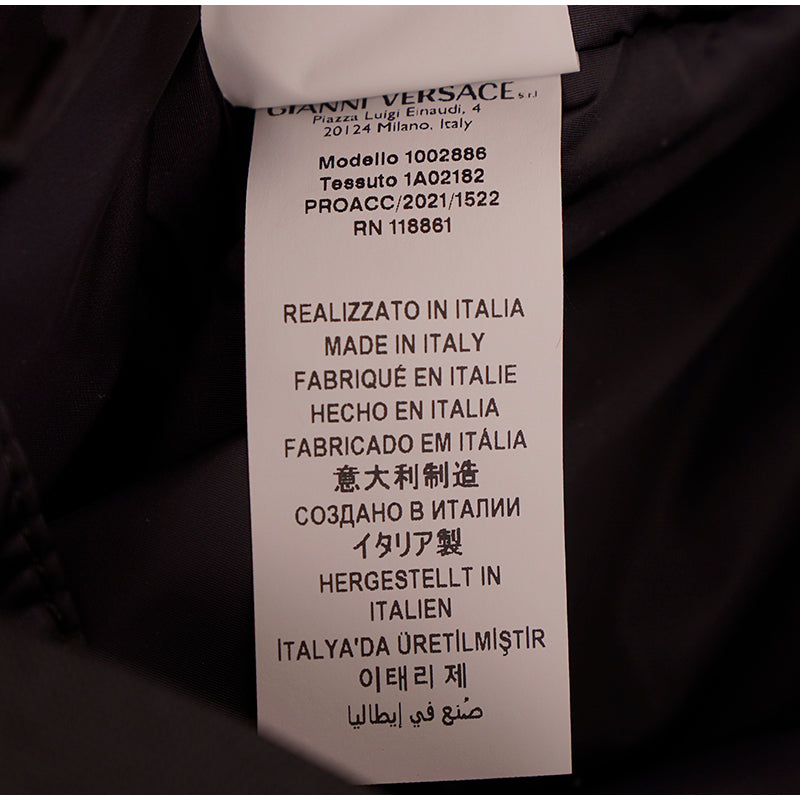 GIANNI VERSACE s.r.l
Piazza Luigi Einaudi, 4
20124 Milano, Italy
Modello 1002886
Tessuto 1A02182
PROACC/2021/1522
RN 118861
REALIZZATO IN ITALIA
MADE IN ITALY
FABRIQUÉ EN ITALIE
HECHO EN ITALIA
FABRICADO EM ITÁLIA
意大利制造
СОЗДАНО В ИТАЛИИ
イタリア製
HERGESTELLT IN
ITALIEN
İTALYA'DA ÜRETİLMİŞTİR
이태리 제
صُنع في إيطاليا